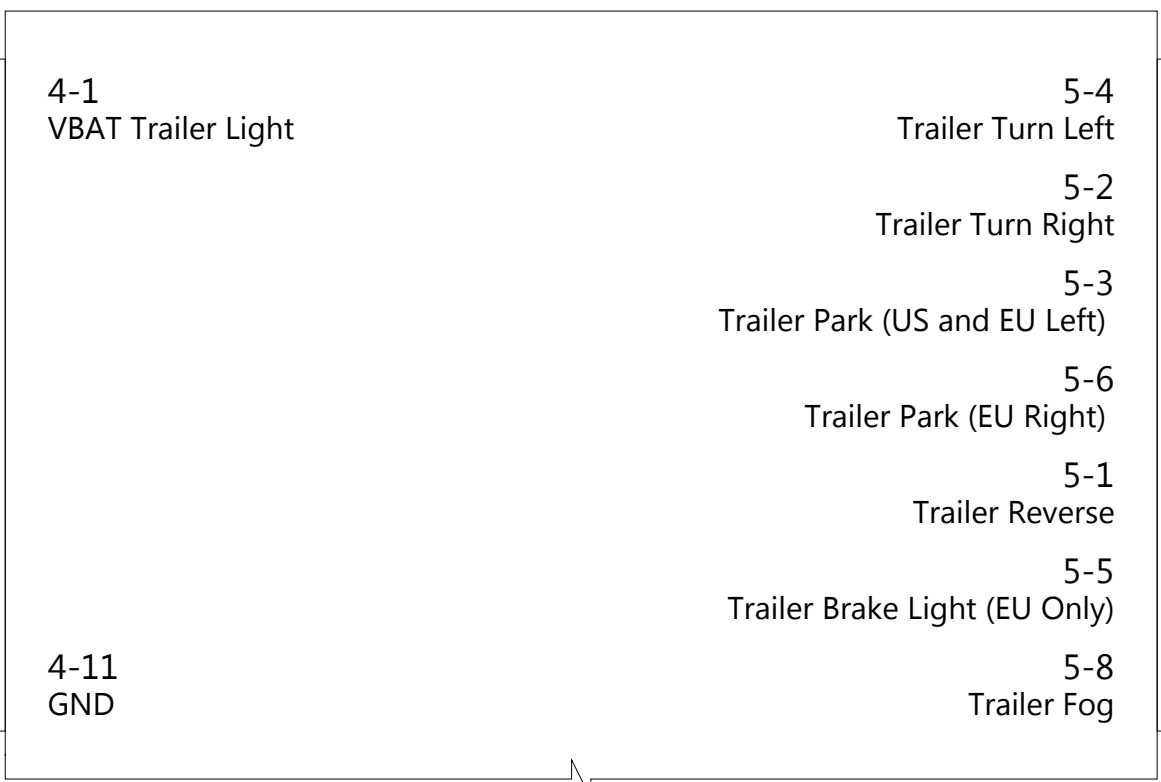 4-1
VBAT Trailer Light
5-4
Trailer Turn Left
5-2
Trailer Turn Right
5-3
Trailer Park (US and EU Left)
5-6
Trailer Park (EU Right)
5-1
Trailer Reverse
5-5
Trailer Brake Light (EU Only)
4-11
GND
5-8
Trailer Fog